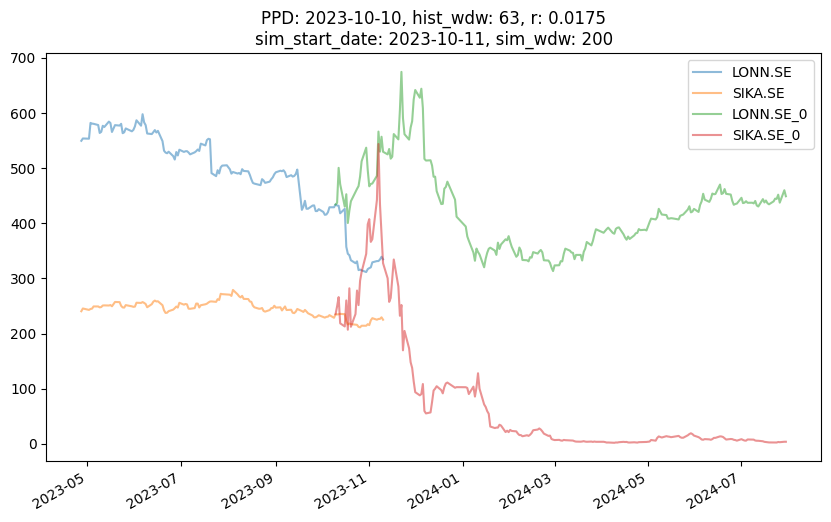 PPD: 2023-10-10, hist_wdw: 63, r: 0.0175
sim_start_date: 2023-10-11, sim_wdw: 200
700
600
500
400
300
200
100
0
LONN.SE
SIKA.SE
LONN.SE_0
SIKA.SE_0
2023-05
2023-07
2023-09
2023-11
2024-01
2024-03
2024-05
2024-07